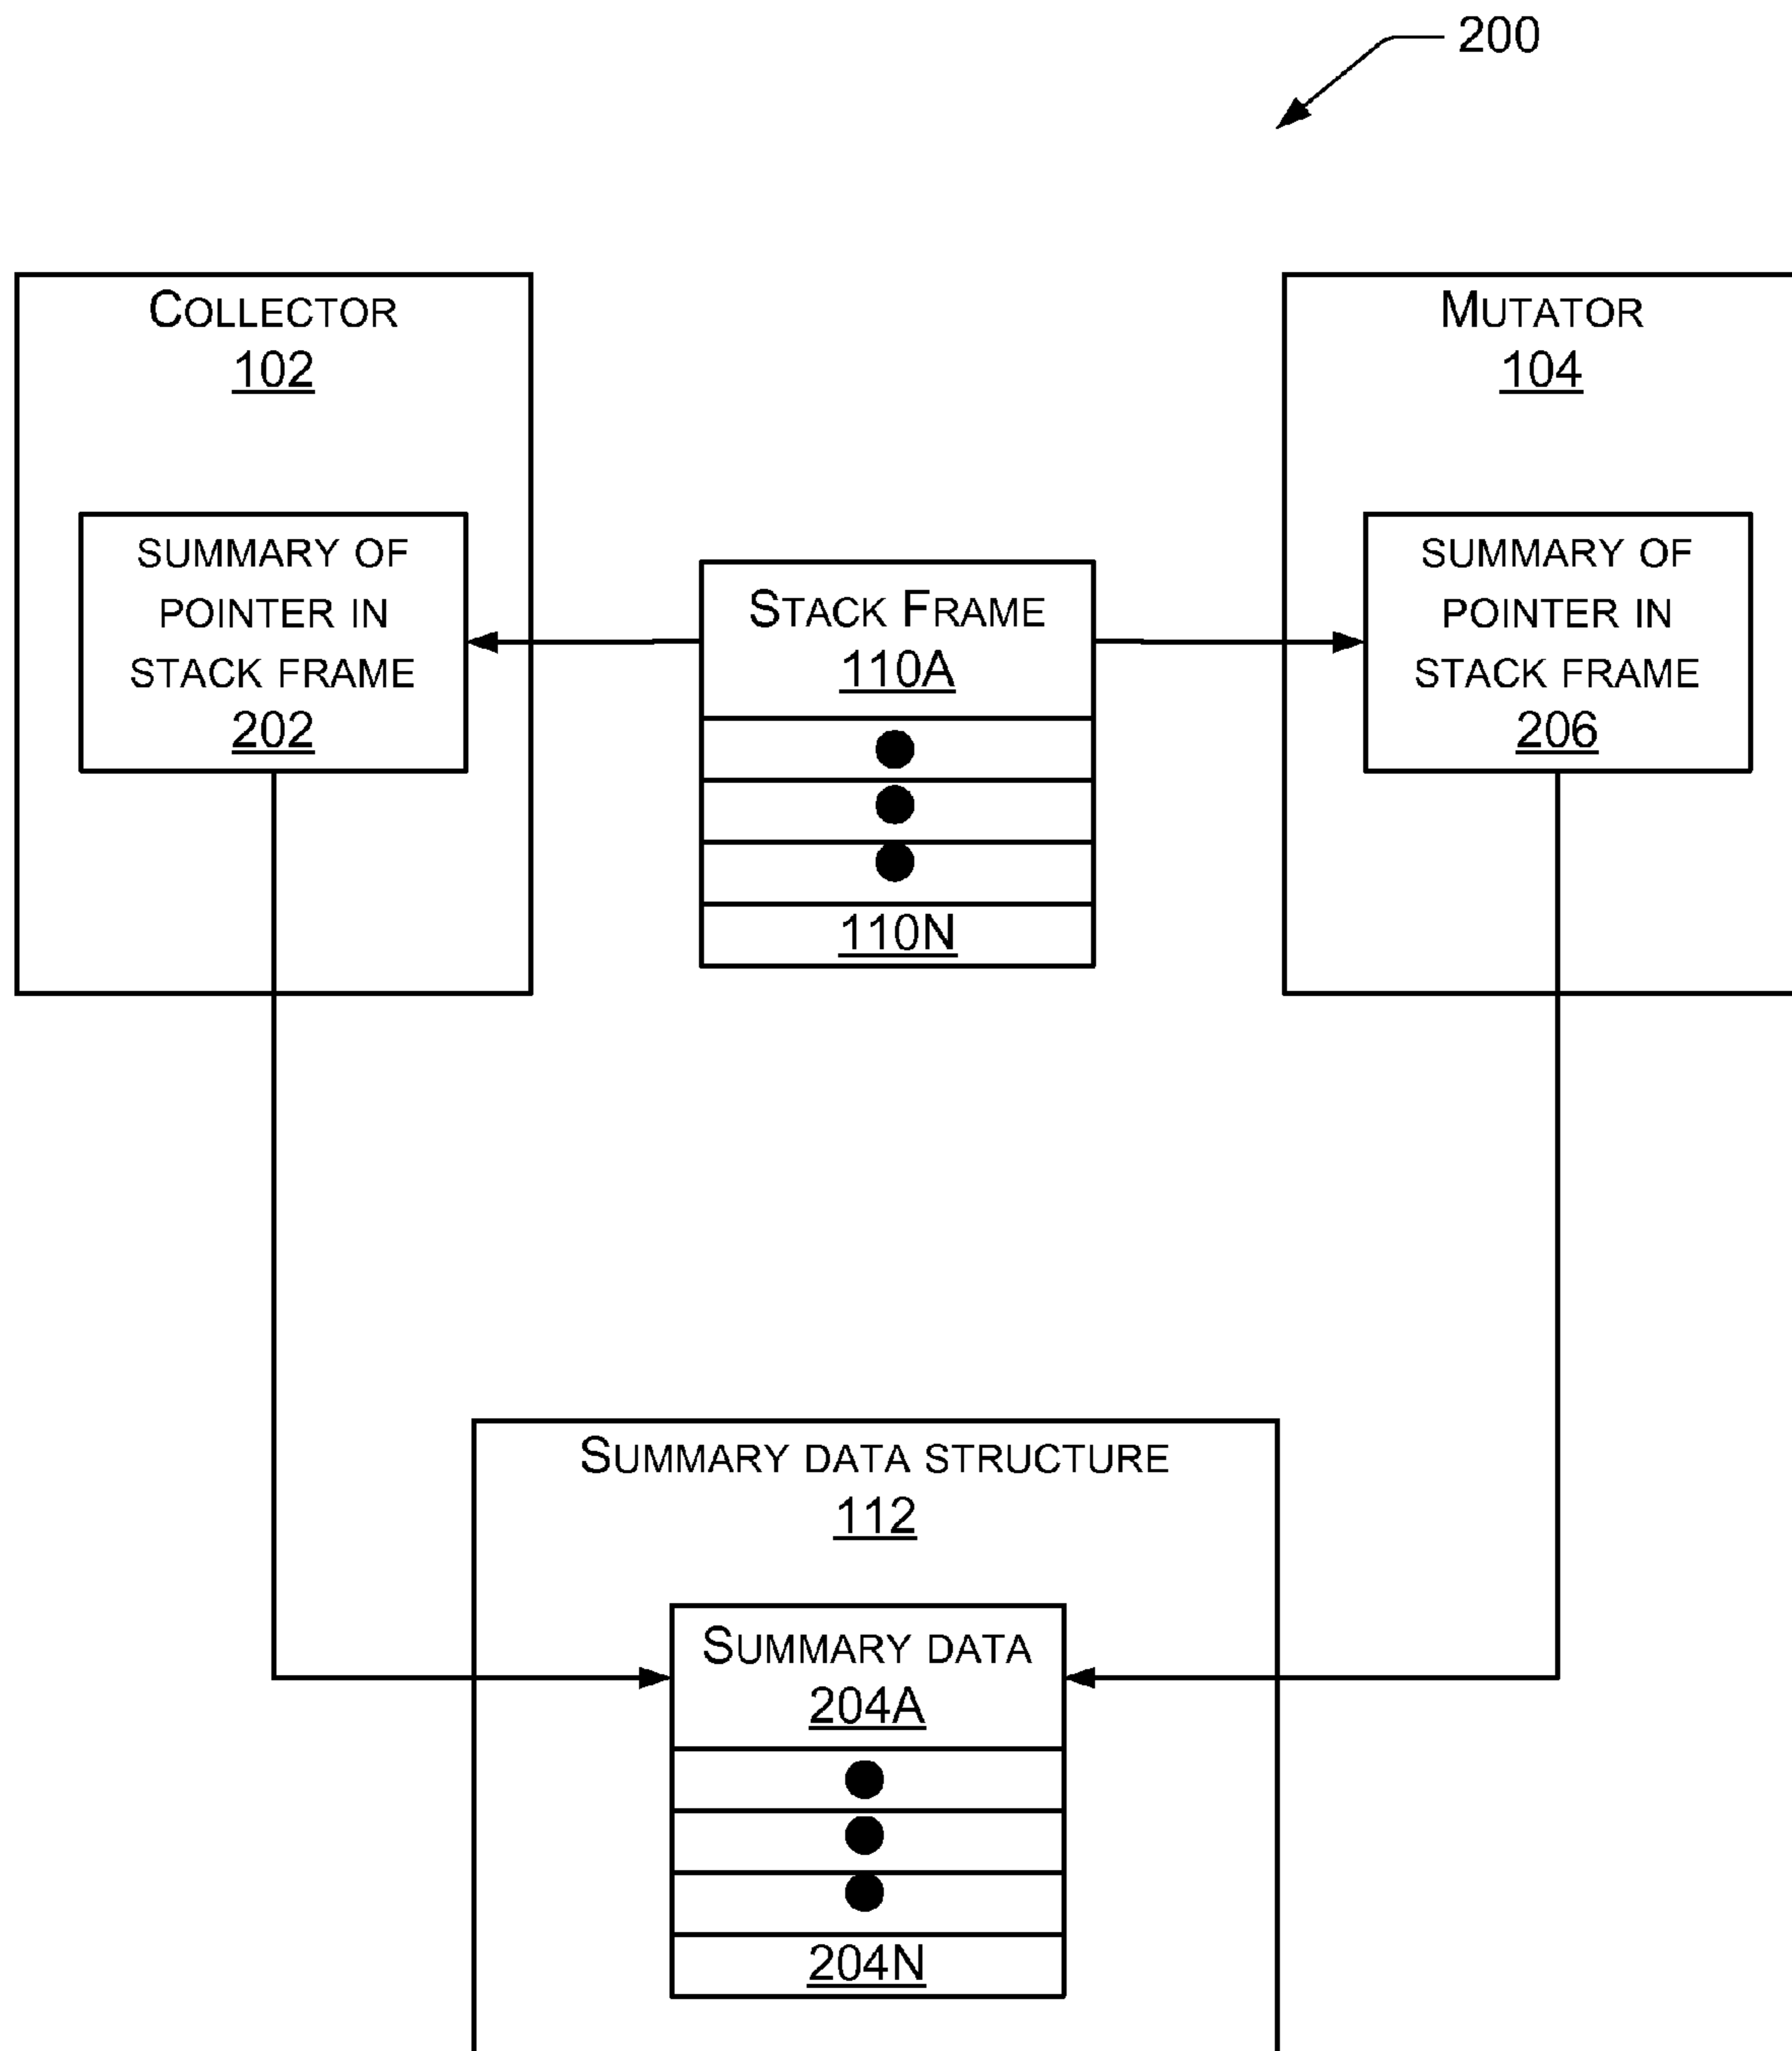 200
COLLECTOR
102
MUTATOR
104
SUMMARY OF
POINTER IN
STACK FRAME
202
STACK FRAME
110A
110N
SUMMARY OF
POINTER IN
STACK FRAME
206
SUMMARY DATA STRUCTURE
112
SUMMARY DATA
204A
204N